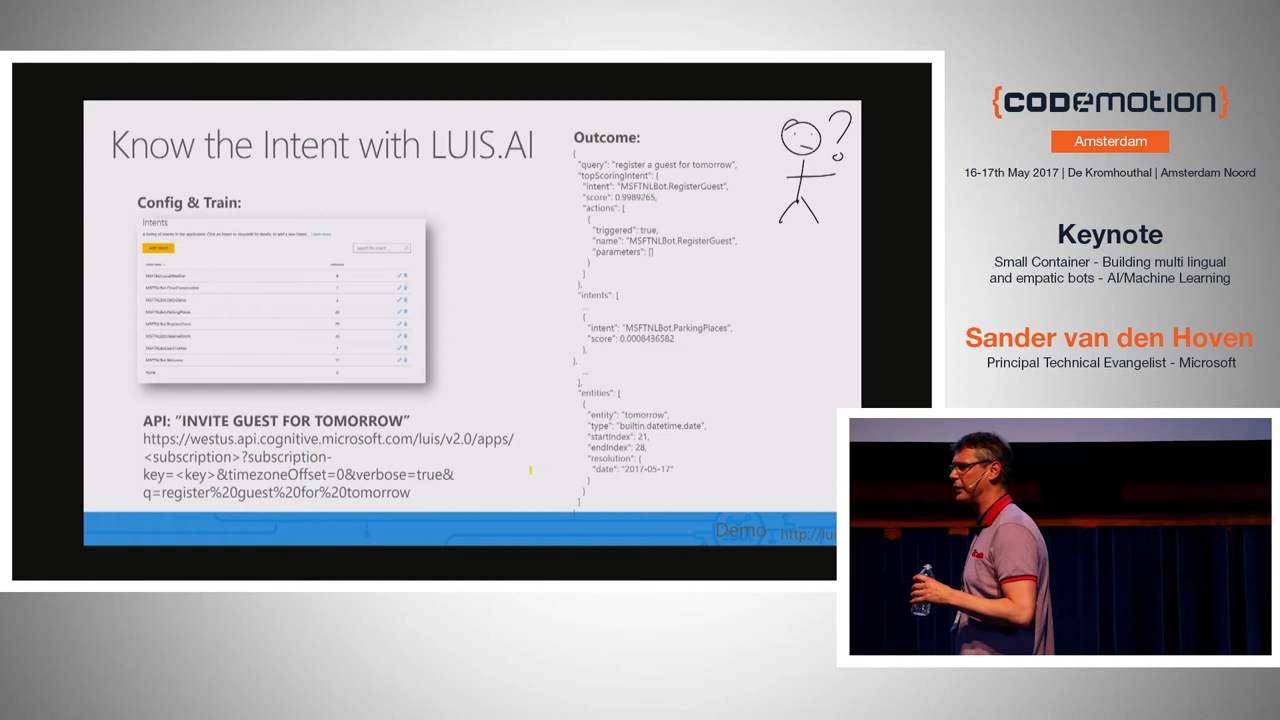 Know the Intent with LUIS.AI
Config & Train:
Intents
Add Intent
API: “INVITE GUEST FOR TOMORROW”
https://westus.api.cognitive.microsoft.com/luis/v2.0/apps/
<subscription>?subscription-
key=<key>&timezoneOffset=0&verbose=true&
q=register%20guest%20for%20tomorrow
Outcome:
{
"query": "register a guest for tomorrow",
"topScoringIntent": {
"intent": "MSFTNLBot.RegisterGuest",
"score": 0.9989265,
"actions": [
{
"triggered": true,
"name": "MSFTNLBot.RegisterGuest",
"parameters": []
}
]
},
"intents": [
...
{
"intent": "MSFTNLBot.ParkingPlaces",
"score": 0.0008436582
},
},
...
],
"entities": [
{
"entity": "tomorrow",
"type": "builtin.datetime.date",
"startIndex": 21,
"endIndex": 28,
"resolution": {
"date": "2017-05-17"
}
}
]
}
?
Demo http://lui
{CODEMOTION}
Amsterdam
16-17th May 2017 | De Kromhouthal | Amsterdam Noord
Keynote
Small Container - Building multi lingual
and empatic bots - AI/Machine Learning
Sander van den Hoven
Principal Technical Evangelist - Microsoft